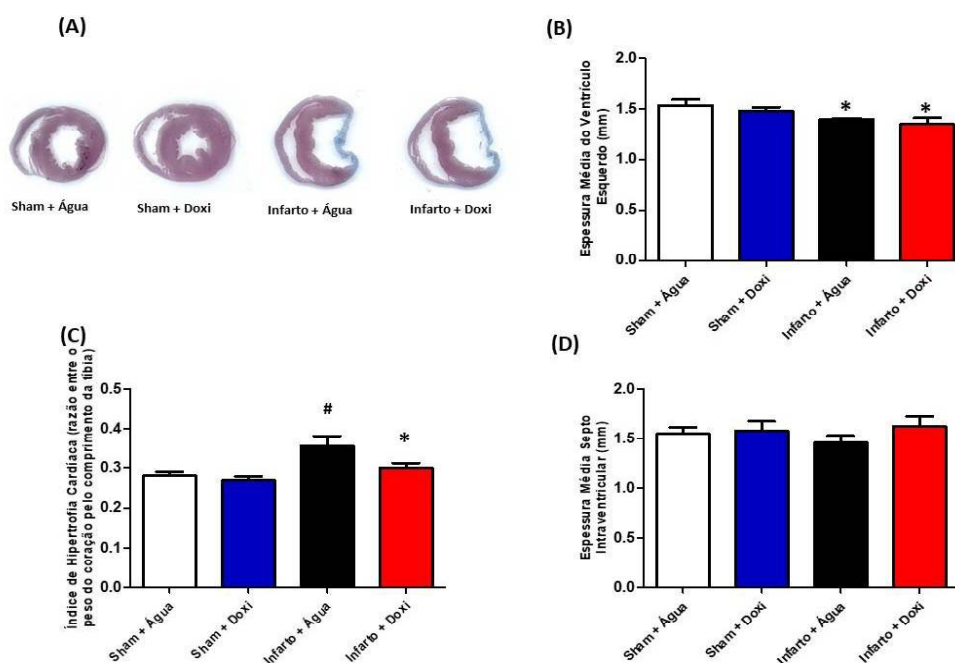 (A)
Sham + Água
Sham + Doxi
Infarto + Água
Infarto + Doxi
(B)
Espessura Média do Ventrículo
Esquerdo (mm)
2.0
1.5
1.0
0.5
0.0
*
*
Sham + Água
Sham + Doxi
Infarto + Água
Infarto + Doxi
(C)
Índice de Hipertrofia Cardíaca (razão entre o
peso do coração pelo comprimento da tíbia)
0.5
0.4
0.3
0.2
0.1
0.0
#
*
Sham + Água
Sham + Doxi
Infarto + Água
Infarto + Doxi
(D)
Espessura Média Septo
Intraventricular (mm)
2.0
1.5
1.0
0.5
0.0
Sham + Água
Sham + Doxi
Infarto + Água
Infarto + Doxi